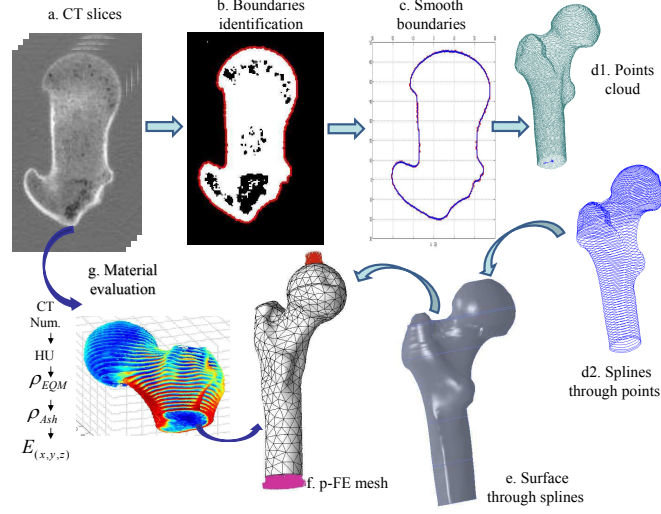 a. CT slices
b. Boundaries
identification
c. Smooth
boundaries
d1. Points
cloud
g. Material
evaluation
CT
Num.
HU
ρEQM
ρAsh
E(x,y,z)
f. p-FE mesh
e. Surface
through splines
d2. Splines
through points